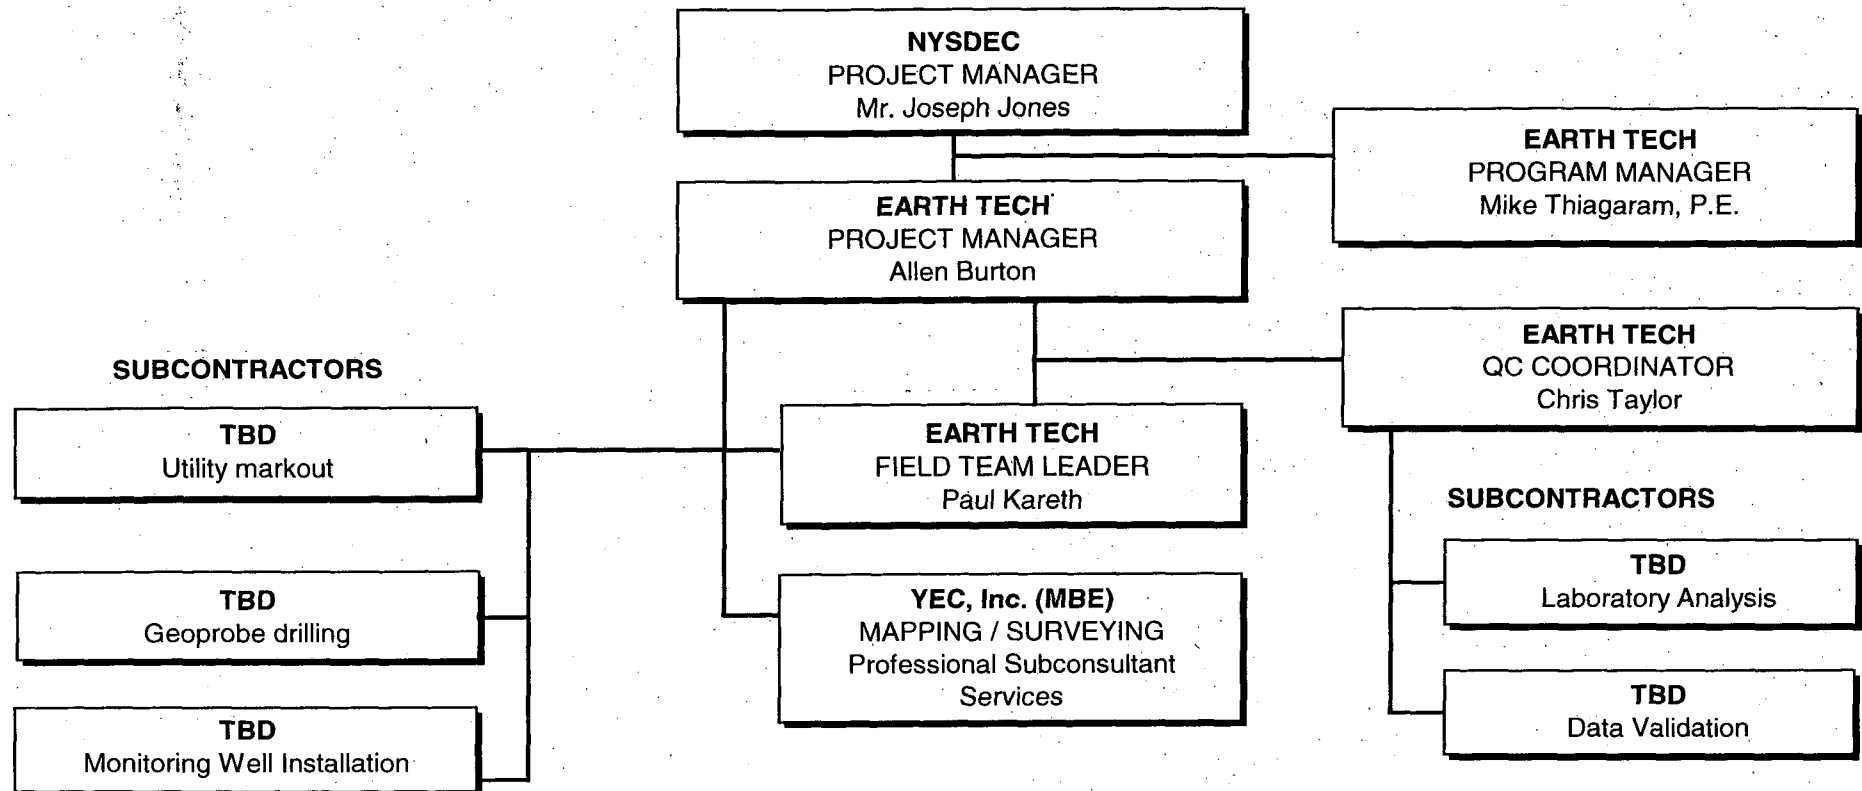 NYSDEC
PROJECT MANAGER
Mr. Joseph Jones
EARTH TECH
PROGRAM MANAGER
Mike Thiagaram, P.E.
EARTH TECH
PROJECT MANAGER
Allen Burton
EARTH TECH
QC COORDINATOR
Chris Taylor
SUBCONTRACTORS
TBD
Utility markout
EARTH TECH
FIELD TEAM LEADER
Paul Kareth
SUBCONTRACTORS
TBD
Geoprobe drilling
YEC, Inc. (MBE)
MAPPING / SURVEYING
Professional Subconsultant
Services
TBD
Laboratory Analysis
TBD
Monitoring Well Installation
TBD
Data Validation